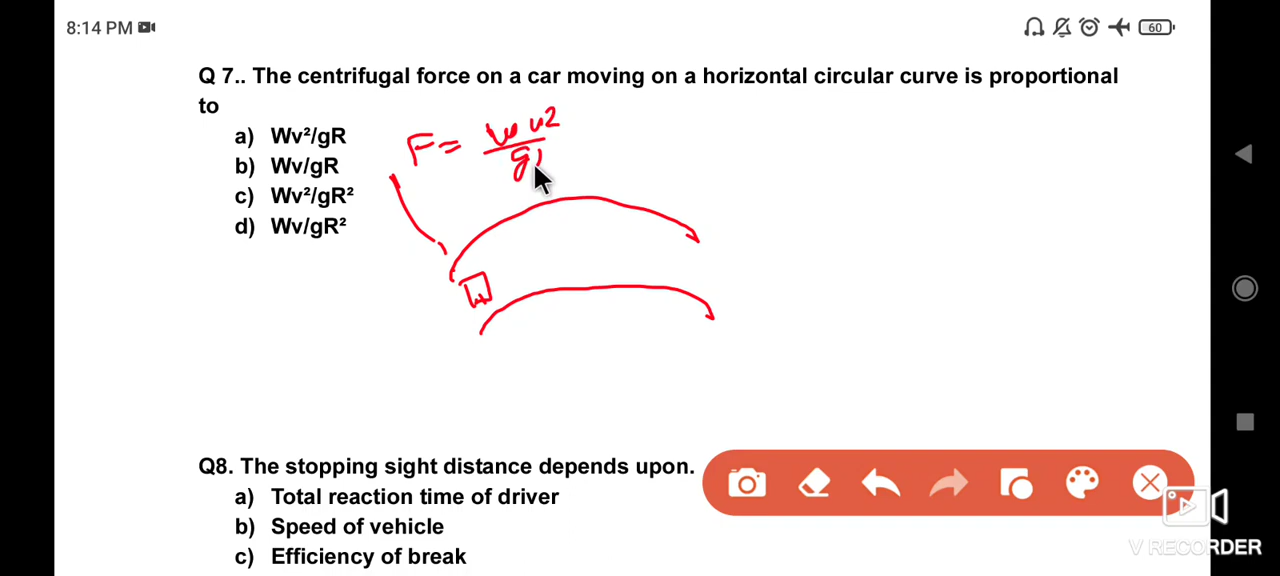 8:14 PM
60
Q 7.. The centrifugal force on a car moving on a horizontal circular curve is proportional
to
a) Wv²/gR
b) Wv/gR
c) Wv²/gR²
d) Wv/gR²
F = Wv2
g
Q8. The stopping sight distance depends upon.
a) Total reaction time of driver
b) Speed of vehicle
c) Efficiency of break
V RECORDER